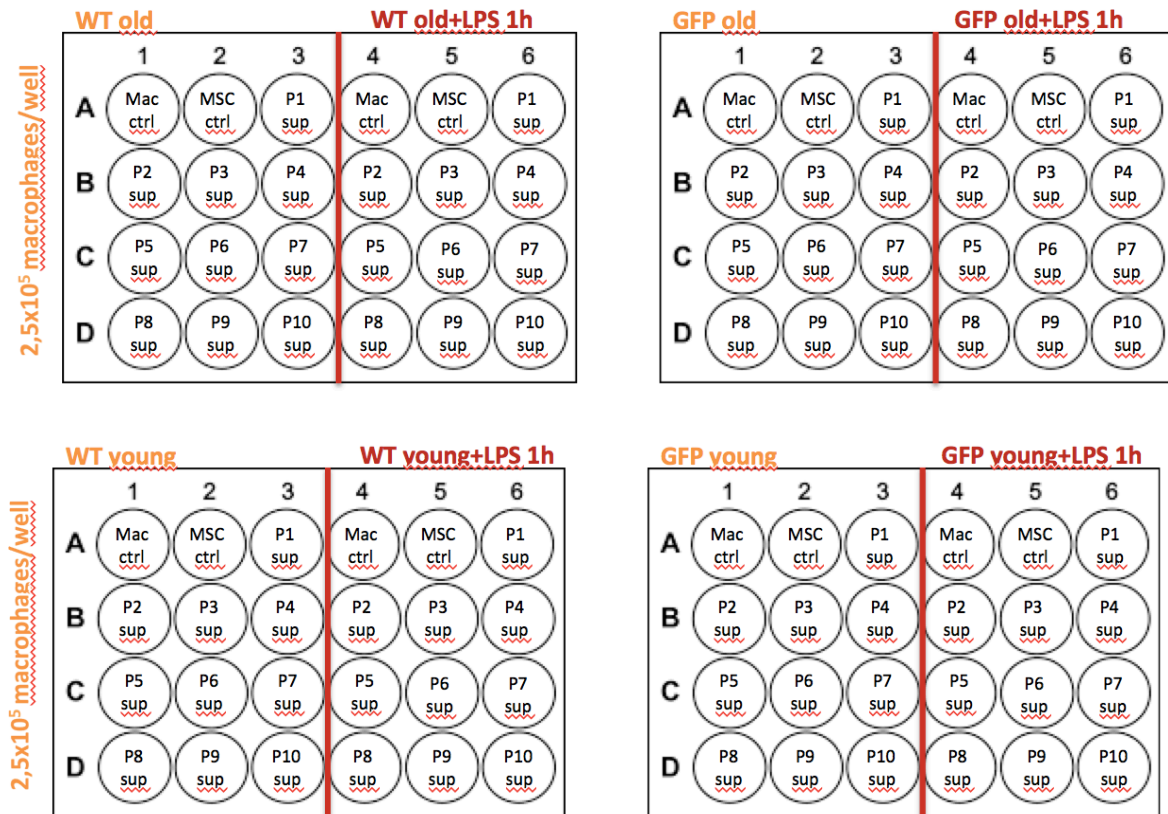 WT old WT old+LPS 1h
1 2 3 4 5 6
2,5x10⁵ macrophages/well
A Mac MSC P1 Mac MSC P1
ctrl ctrl sup ctrl ctrl sup
B P2 P3 P4 P2 P3 P4
sup sup sup sup sup sup
C P5 P6 P7 P5 P6 P7
sup sup sup sup sup sup
D P8 P9 P10 P8 P9 P10
sup sup sup sup sup sup
GFP old GFP old+LPS 1h
1 2 3 4 5 6
A Mac MSC P1 Mac MSC P1
ctrl ctrl sup ctrl ctrl sup
B P2 P3 P4 P2 P3 P4
sup sup sup sup sup sup
C P5 P6 P7 P5 P6 P7
sup sup sup sup sup sup
D P8 P9 P10 P8 P9 P10
sup sup sup sup sup sup
WT young WT young+LPS 1h
1 2 3 4 5 6
2,5x10⁵ macrophages/well
A Mac MSC P1 Mac MSC P1
ctrl ctrl sup ctrl ctrl sup
B P2 P3 P4 P2 P3 P4
sup sup sup sup sup sup
C P5 P6 P7 P5 P6 P7
sup sup sup sup sup sup
D P8 P9 P10 P8 P9 P10
sup sup sup sup sup sup
GFP young GFP young+LPS 1h
1 2 3 4 5 6
A Mac MSC P1 Mac MSC P1
ctrl ctrl sup ctrl ctrl sup
B P2 P3 P4 P2 P3 P4
sup sup sup sup sup sup
C P5 P6 P7 P5 P6 P7
sup sup sup sup sup sup
D P8 P9 P10 P8 P9 P10
sup sup sup sup sup sup